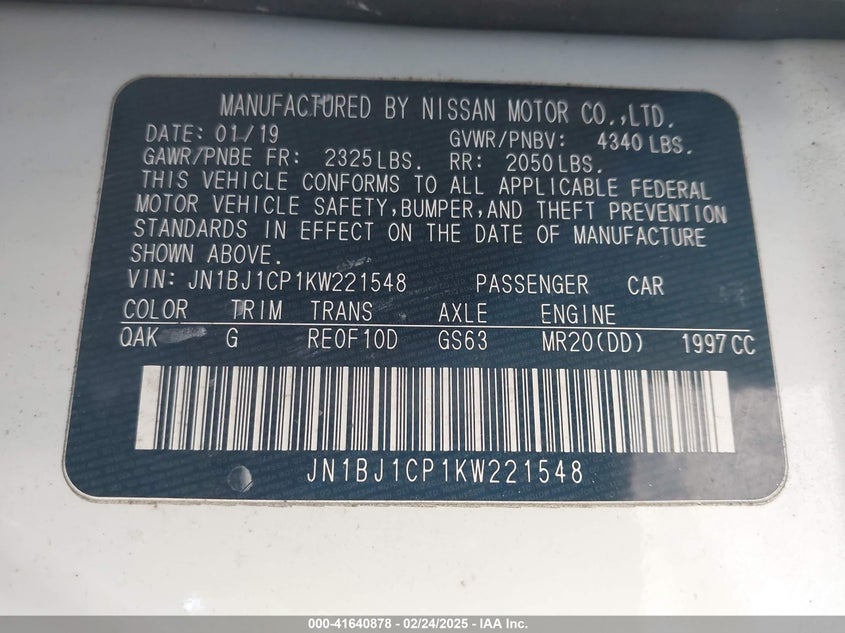 MANUFACTURED BY NISSAN MOTOR CO.,LTD.
DATE: 01/19 GVWR/PNBV: 4340 LBS.
GAWR/PNBE FR: 2325 LBS. RR: 2050 LBS.
THIS VEHICLE CONFORMS TO ALL APPLICABLE FEDERAL
MOTOR VEHICLE SAFETY, BUMPER, AND THEFT PREVENTION
STANDARDS IN EFFECT ON THE DATE OF MANUFACTURE
SHOWN ABOVE.
VIN: JN1BJ1CP1KW221548 PASSENGER CAR
COLOR TRIM TRANS AXLE ENGINE
QAK G RE0F10D GS63 MR20(DD) 1997CC
JN1BJ1CP1KW221548
000-41640878 - 02/24/2025 - IAA Inc.